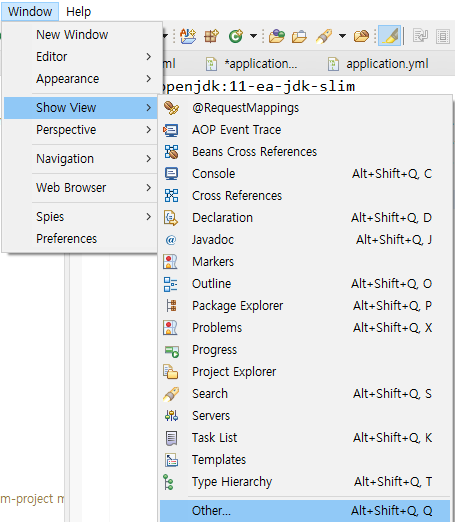 Window Help
New Window
Editor
Appearance
Show View
Perspective
Navigation
Web Browser
Spies
Preferences
ml *application... application.yml
openjdk:11-ea-jdk-slim
@RequestMappings
AOP Event Trace
Beans Cross References
Console Alt+Shift+Q, C
Cross References
Declaration Alt+Shift+Q, D
Javadoc Alt+Shift+Q, J
Markers
Outline Alt+Shift+Q, O
Package Explorer Alt+Shift+Q, P
Problems Alt+Shift+Q, X
Progress
Project Explorer
Search Alt+Shift+Q, S
Servers
Task List Alt+Shift+Q, K
Templates
Type Hierarchy Alt+Shift+Q, T
Other... Alt+Shift+Q, Q
m-project m